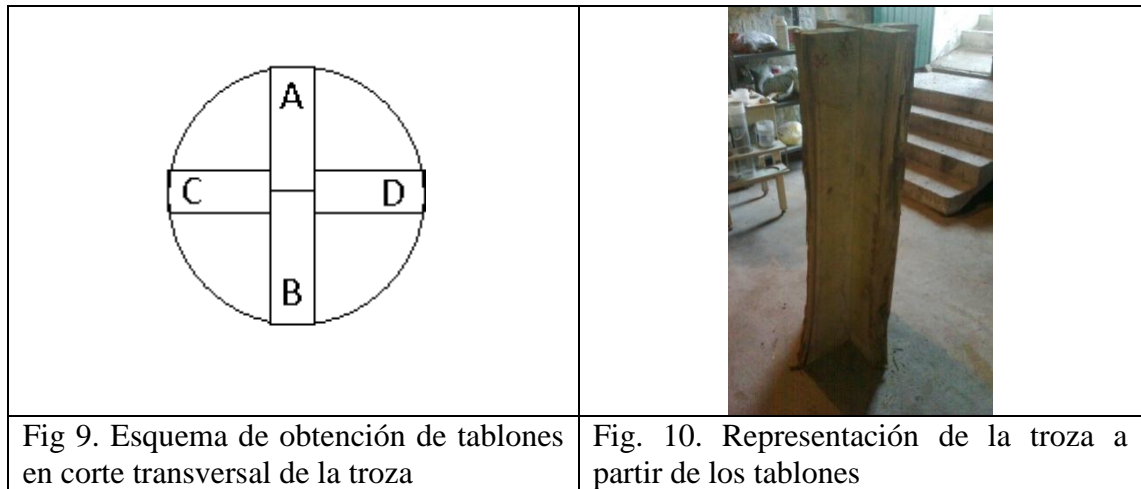 A
C
D
B
Fig 9. Esquema de obtención de tablones
en corte transversal de la troza
Fig. 10. Representación de la troza a
partir de los tablones